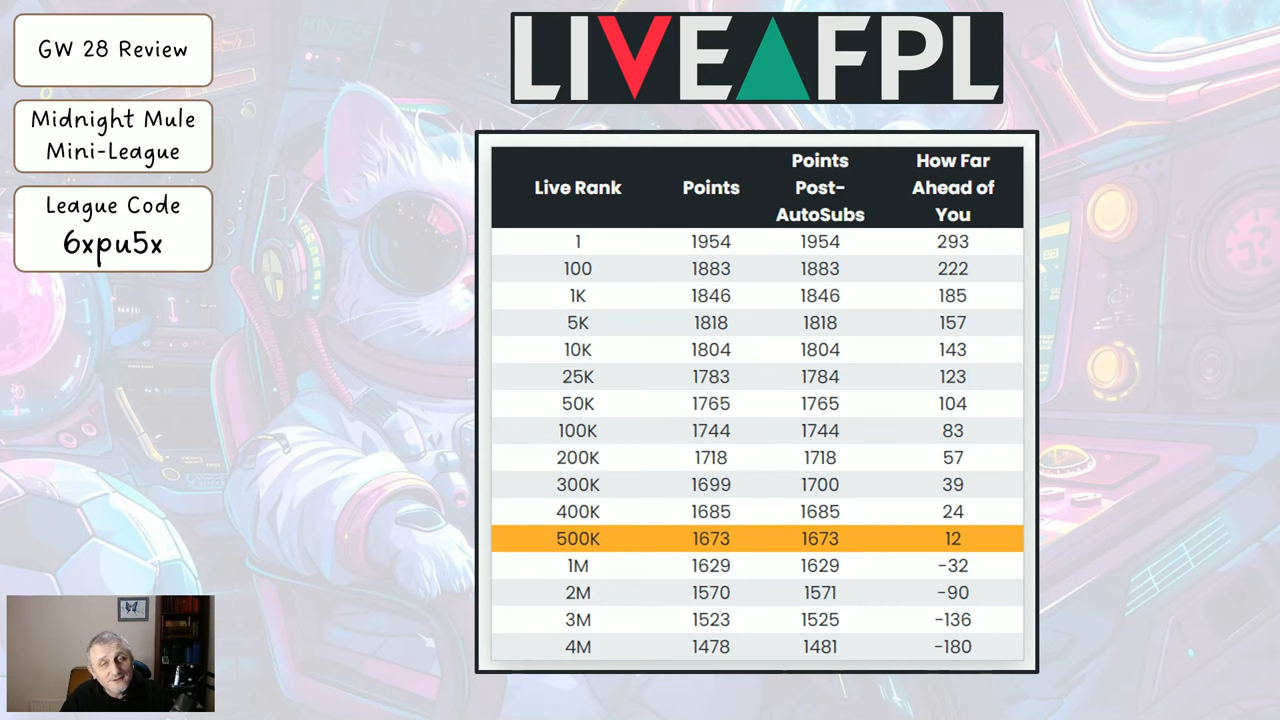 GW 28 Review
Midnight Mule
Mini-League
League Code
6xpu5x
LIVEFPL
Live Rank Points Points Post-AutoSubs How Far Ahead of You
1 1954 1954 293
100 1883 1883 222
1K 1846 1846 185
5K 1818 1818 157
10K 1804 1804 143
25K 1783 1784 123
50K 1765 1765 104
100K 1744 1744 83
200K 1718 1718 57
300K 1699 1700 39
400K 1685 1685 24
500K 1673 1673 12
1M 1629 1629 -32
2M 1570 1571 -90
3M 1523 1525 -136
4M 1478 1481 -180